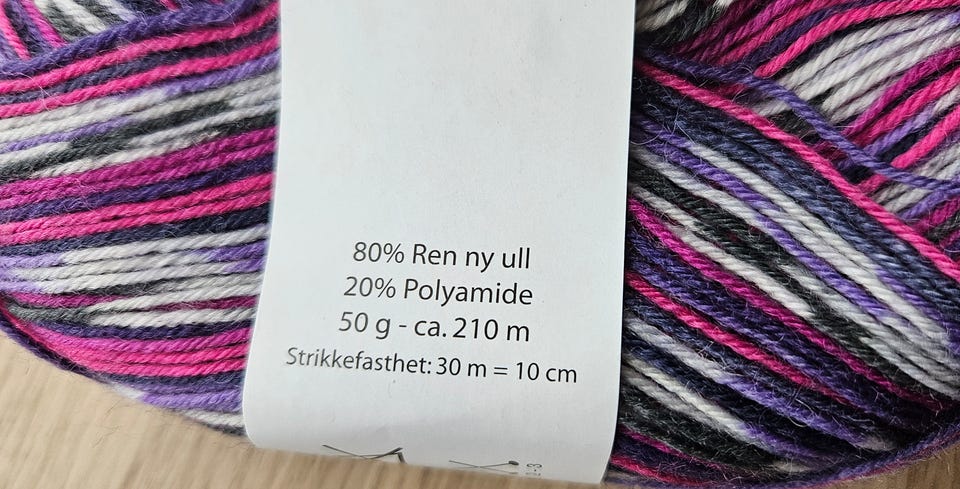 80% Ren ny ull
20% Polyamide
50 g - ca. 210 m
Strikkefasthet: 30 m = 10 cm